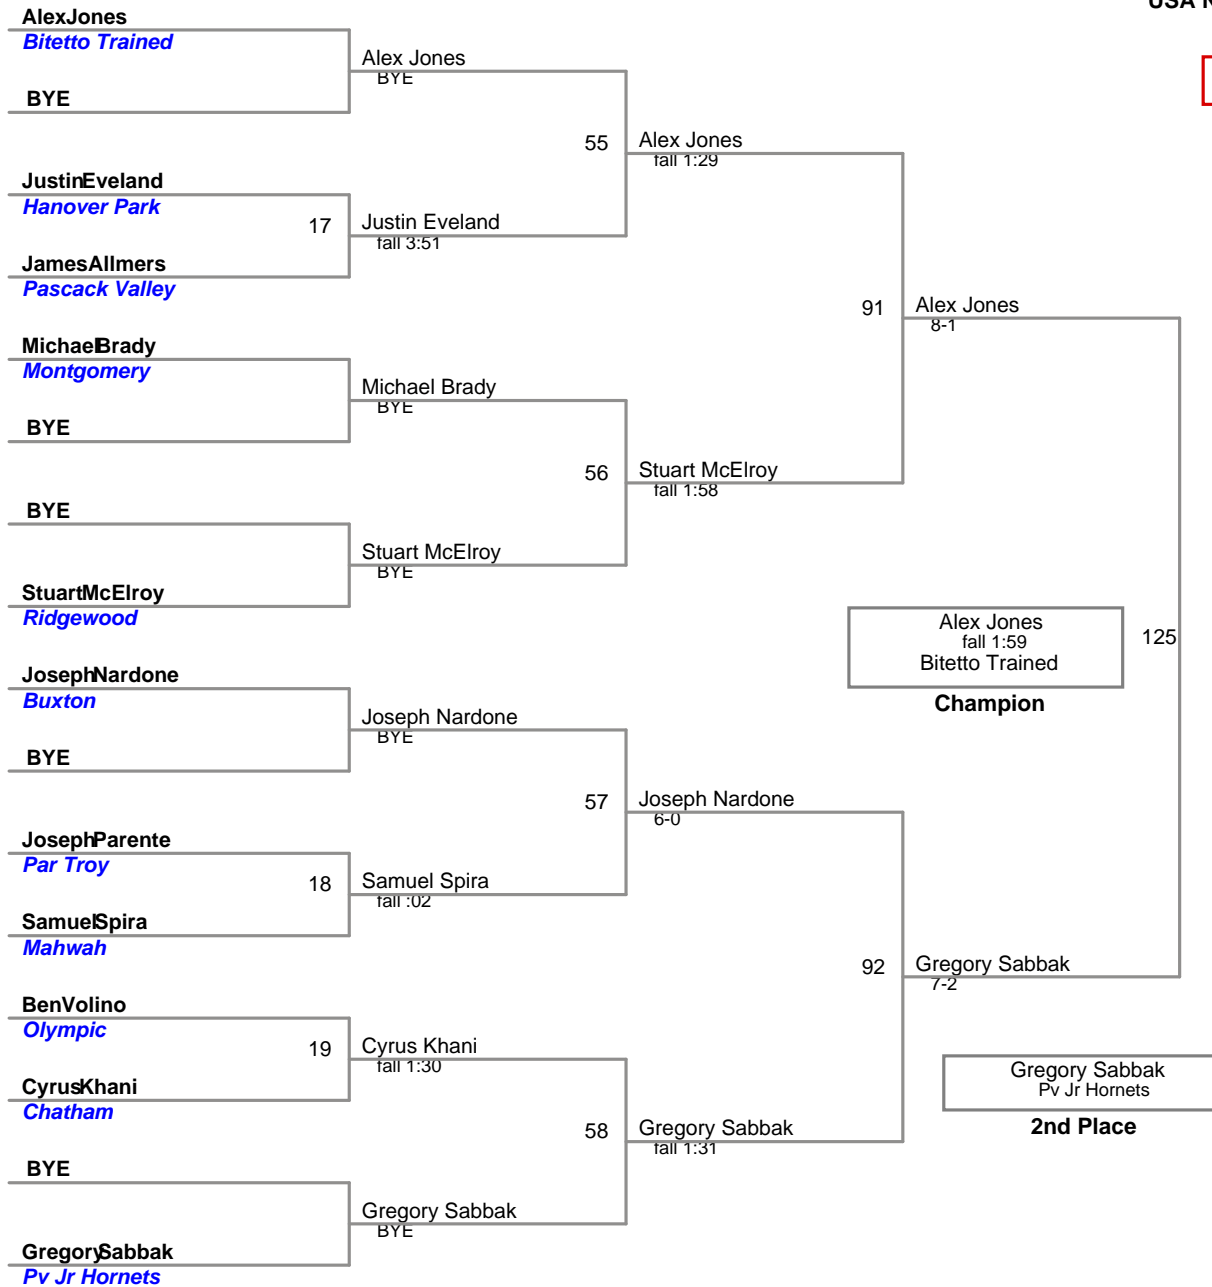 USA N
AlexJones
Bitetto Trained
BYE
JustinEveland
Hanover Park
17
JamesAllmers
Pascack Valley
MichaelBrady
Montgomery
BYE
BYE
StuartMcElroy
Ridgewood
JosephNardone
Buxton
BYE
JosephParente
Par Troy
18
SamuelSpira
Mahwah
BenVolino
Olympic
19
CyrusKhani
Chatham
BYE
GregorySabbak
Pv Jr Hornets
Alex Jones
BYE
55
Justin Eveland
fall 3:51
Michael Brady
BYE
56
Stuart McElroy
BYE
Joseph Nardone
BYE
57
Samuel Spira
fall :02
Cyrus Khani
fall 1:30
58
Gregory Sabbak
BYE
Alex Jones
fall 1:29
91
Stuart McElroy
fall 1:58
Joseph Nardone
6-0
92
Gregory Sabbak
fall 1:31
Alex Jones
8-1
125
Gregory Sabbak
7-2
Alex Jones
fall 1:59
Bitetto Trained
Champion
Gregory Sabbak
Pv Jr Hornets
2nd Place